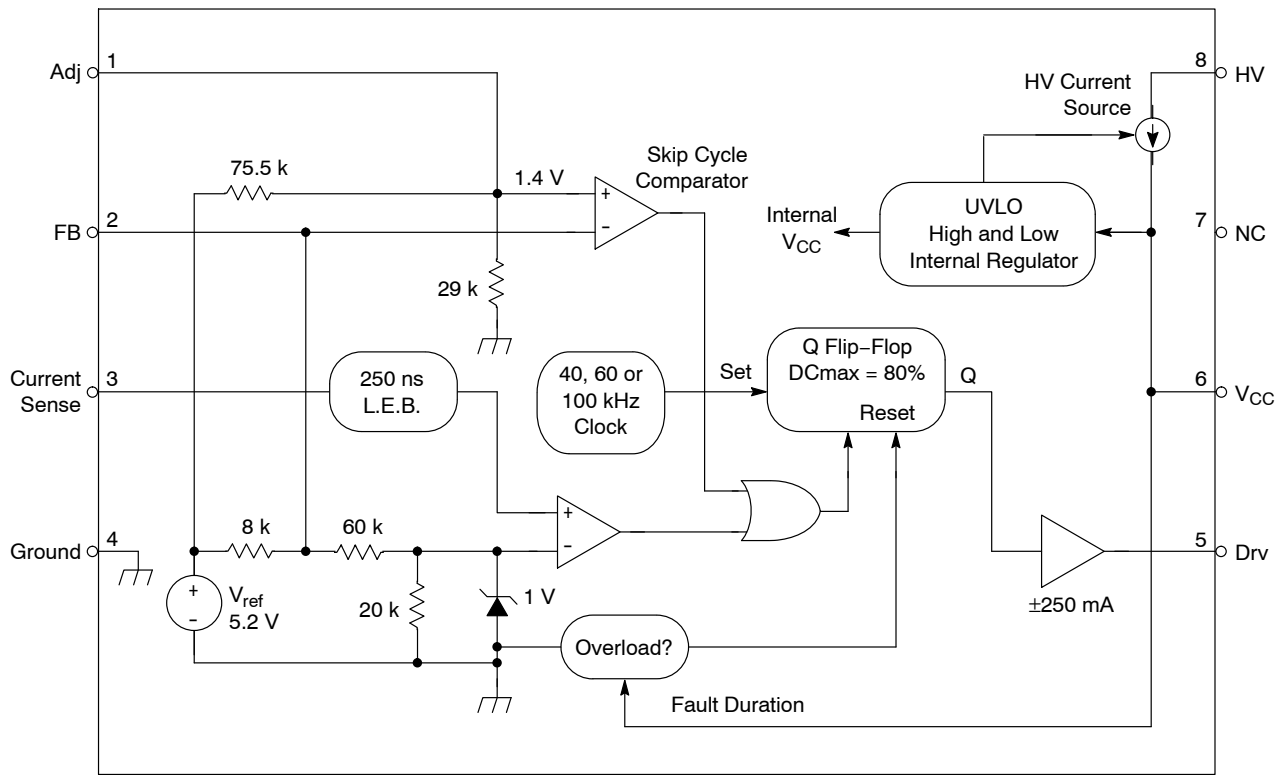 Adj
1
8
HV
HV Current
Source
75.5 k
1.4 V
+
−
Skip Cycle
Comparator
FB
2
Internal
VCC
UVLO
High and Low
Internal Regulator
7
NC
29 k
Current
Sense
3
250 ns
L.E.B.
40, 60 or
100 kHz
Clock
Set
Q Flip−Flop
DCmax = 80%
Reset
Q
6
VCC
Ground
4
8 k
60 k
+
−
5
Drv
+
−
Vref
5.2 V
20 k
1 V
±250 mA
Overload?
Fault Duration